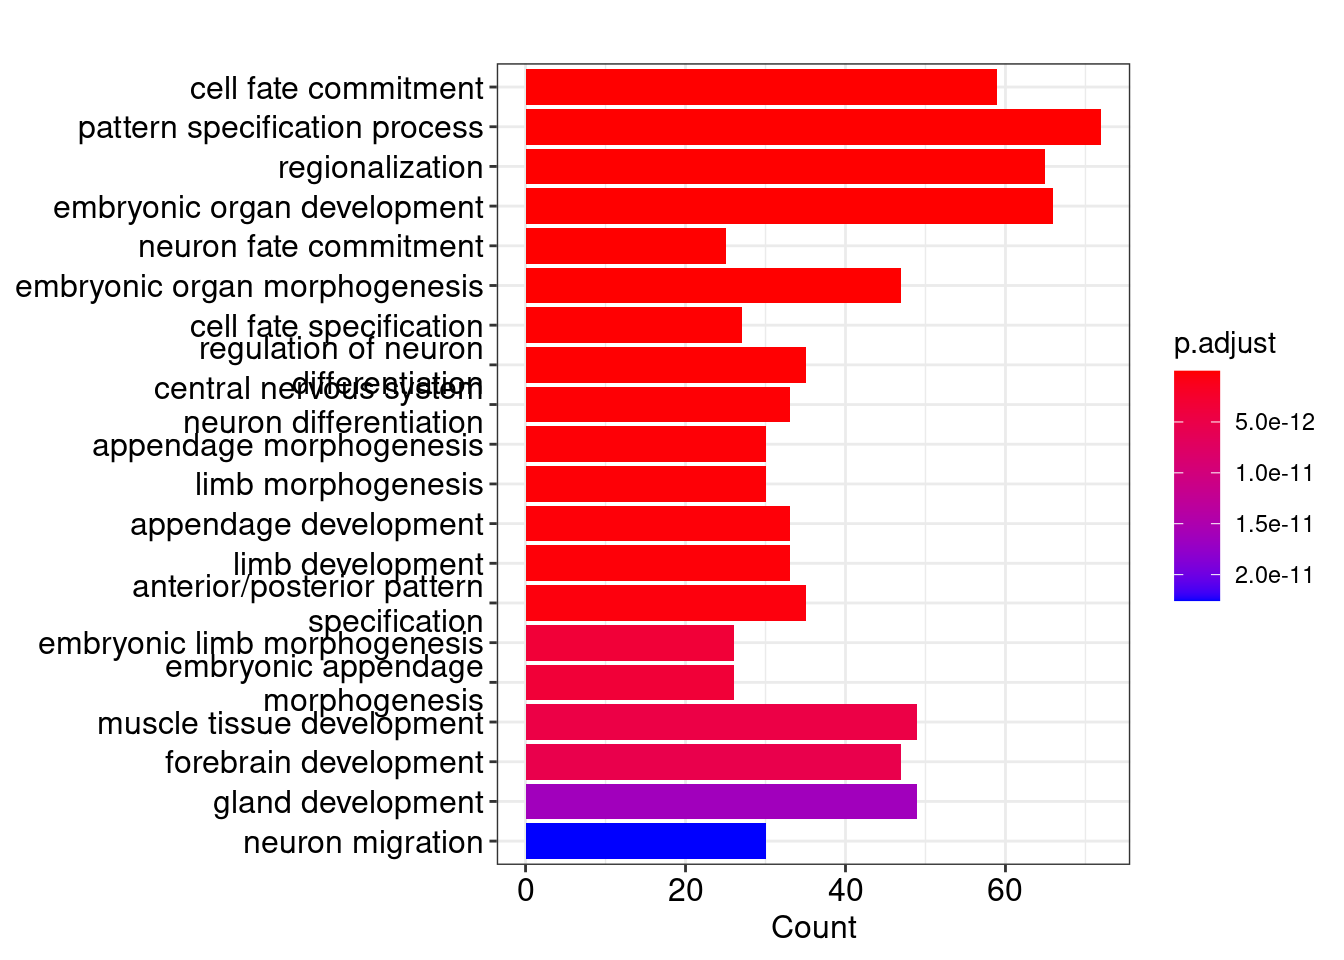 cell fate commitment
pattern specification process
regionalization
embryonic organ development
neuron fate commitment
embryonic organ morphogenesis
cell fate specification
regulation of neuron
differentiation
central nervous system
neuron differentiation
appendage morphogenesis
limb morphogenesis
appendage development
limb development
anterior/posterior pattern
specification
embryonic limb morphogenesis
embryonic appendage
morphogenesis
muscle tissue development
forebrain development
gland development
neuron migration
0 20 40 60
Count
p.adjust
5.0e-12
1.0e-11
1.5e-11
2.0e-11